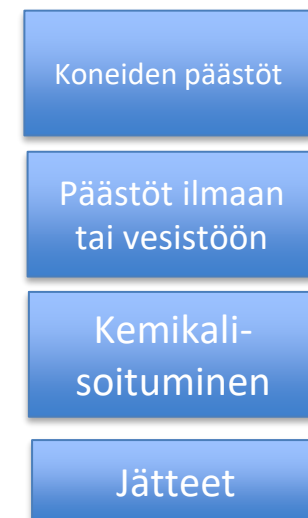 Koneiden päästöt
Päästöt ilmaan
tai vesistöön
Kemikali-
soituminen
Jätteet